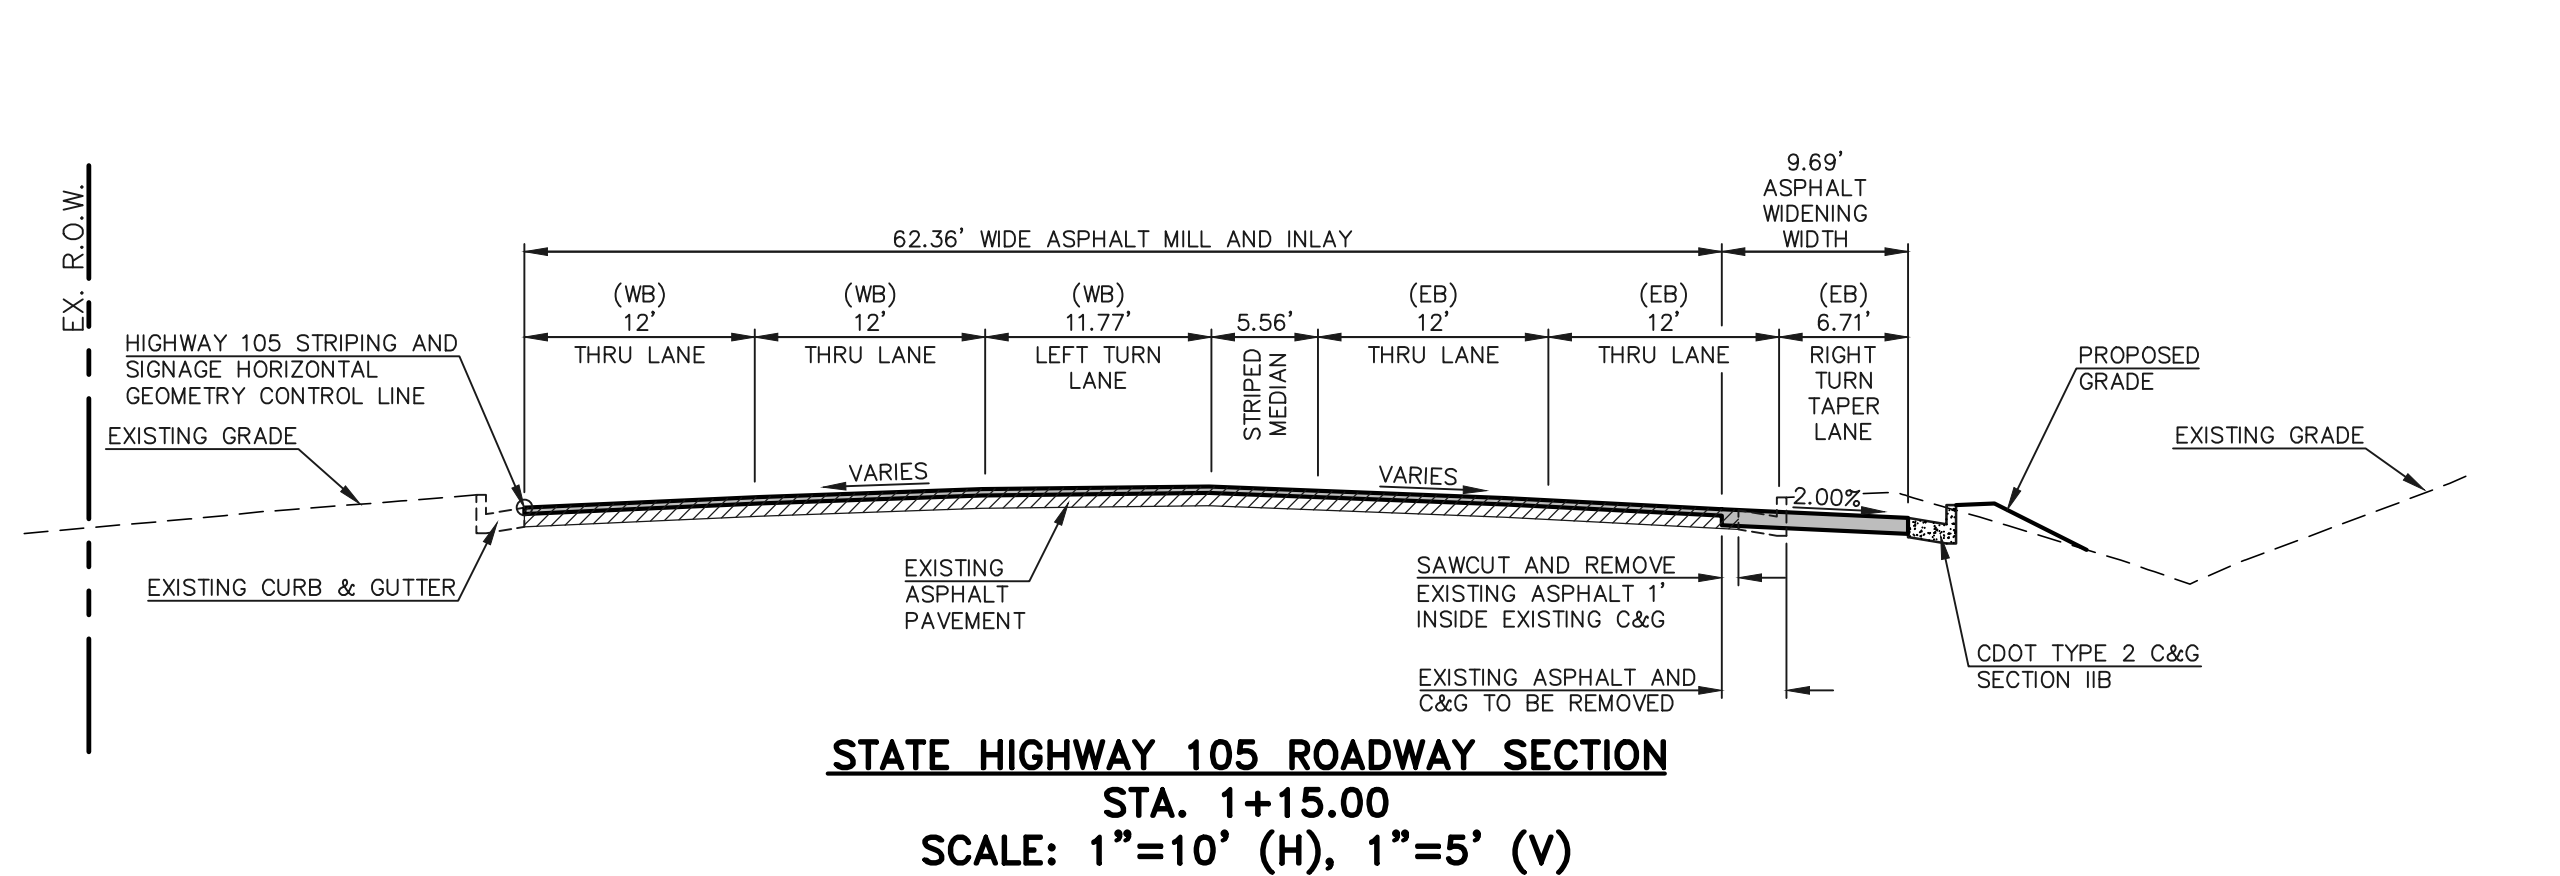 9.69'
ASPHALT
WIDENING
WIDTH
62.36' WIDE ASPHALT MILL AND INLAY
EX. R.O.W.
(WB)
12'
THRU LANE
(WB)
12'
THRU LANE
(WB)
11.77'
LEFT TURN
LANE
5.56'
STRIPED
MEDIAN
(EB)
12'
THRU LANE
(EB)
12'
THRU LANE
(EB)
6.71'
RIGHT
TURN
TAPER
LANE
HIGHWAY 105 STRIPING AND
SIGNAGE HORIZONTAL
GEOMETRY CONTROL LINE
EXISTING GRADE
PROPOSED
GRADE
EXISTING GRADE
VARIES
VARIES
2.00%
EXISTING CURB & GUTTER
EXISTING
ASPHALT
PAVEMENT
SAWCUT AND REMOVE
EXISTING ASPHALT 1'
INSIDE EXISTING C&G
EXISTING ASPHALT AND
C&G TO BE REMOVED
CDOT TYPE 2 C&G
SECTION IIB
STATE HIGHWAY 105 ROADWAY SECTION
STA. 1+15.00
SCALE: 1"=10' (H), 1"=5' (V)